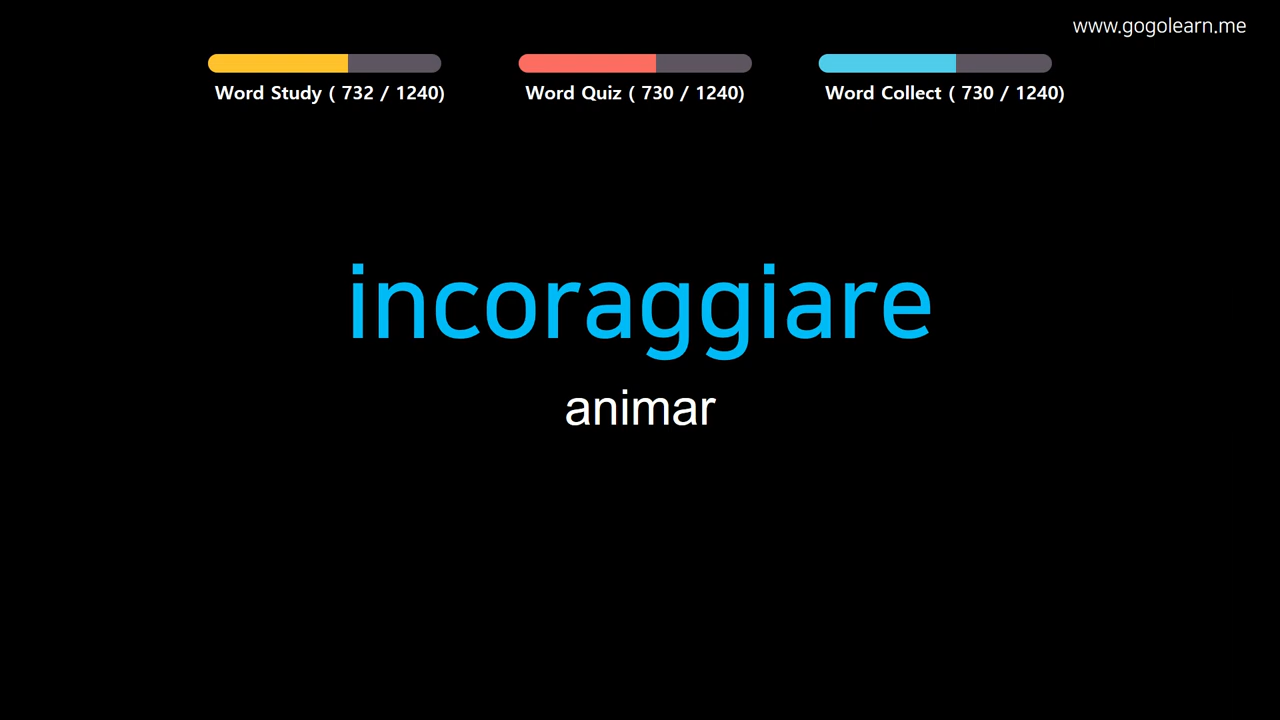 www.gogolearn.me
Word Study ( 732 / 1240)
Word Quiz ( 730 / 1240)
Word Collect ( 730 / 1240)
incoraggiare
animar